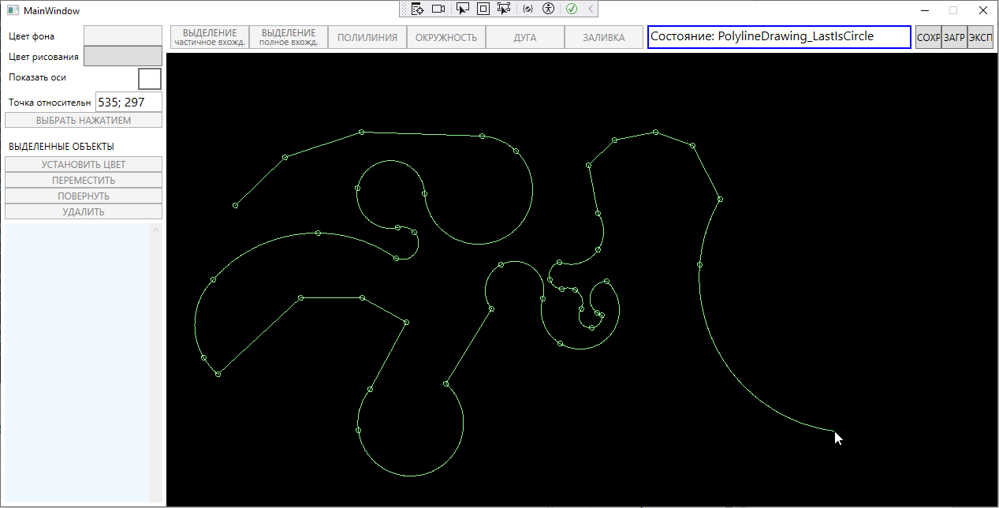 MainWindow
Цвет фона
Цвет рисования
Показать оси
Точка относительн
535; 297
ВЫБРАТЬ НАЖАТИЕМ
ВЫДЕЛЕННЫЕ ОБЪЕКТЫ
УСТАНОВИТЬ ЦВЕТ
ПЕРЕМЕСТИТЬ
ПОВЕРНУТЬ
УДАЛИТЬ
ВЫДЕЛЕНИЕ
частичное вхожд.
ВЫДЕЛЕНИЕ
полное вхожд.
ПОЛИЛИНИЯ
ОКРУЖНОСТЬ
ДУГА
ЗАЛИВКА
Состояние: PolylineDrawing_LastIsCircle
СОХР
ЗАГР
ЭКСП